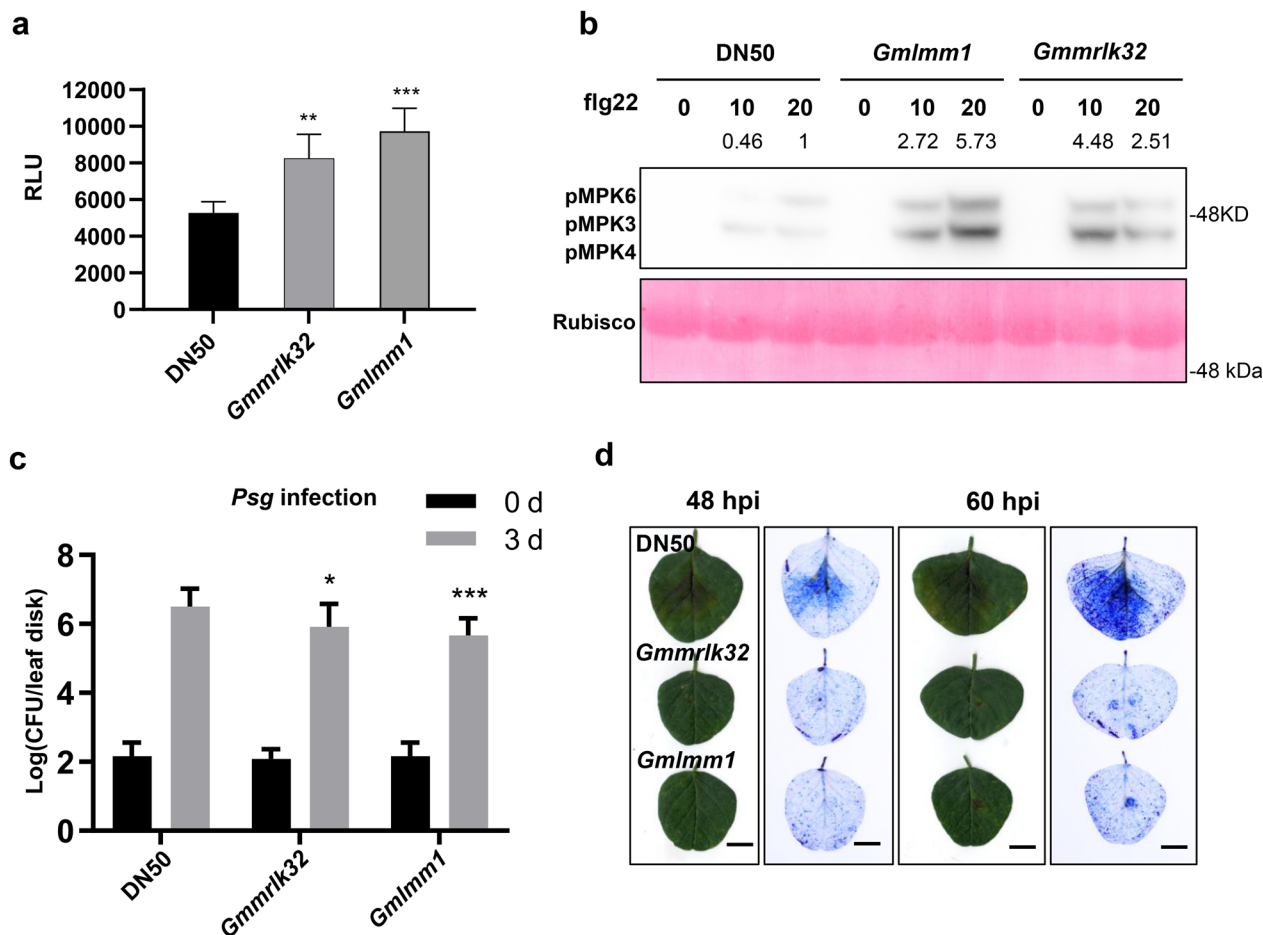 a
12000
10000
8000
6000
4000
2000
0
RLU
**
***
DN50
Gmmrlk32
Gmlmm1
b
DN50 Gmlmm1 Gmmrlk32
flg22 0 10 20 0 10 20 0 10 20
0.46 1 2.72 5.73 4.48 2.51
pMPK6
pMPK3
pMPK4
-48KD
Rubisco
-48 kDa
c
Psg infection
0 d
3 d
8
6
4
2
0
Log(CFU/leaf disk)
*
***
DN50
Gmmrlk32
Gmlmm1
d
48 hpi 60 hpi
DN50
Gmmrlk32
Gmlmm1